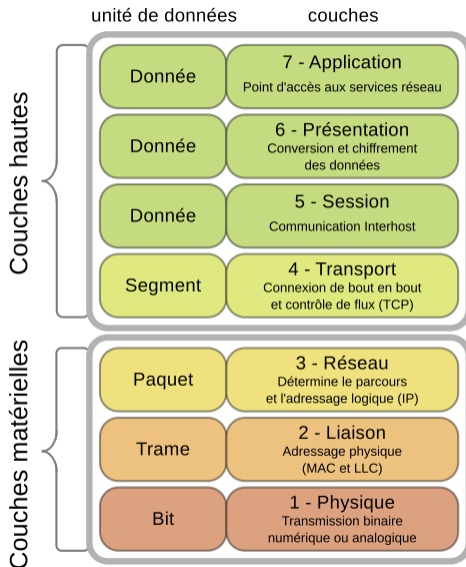 unité de données couches
Couches hautes
Donnée
7 - Application
Point d'accès aux services réseau
Donnée
6 - Présentation
Conversion et chiffrement
des données
Donnée
5 - Session
Communication Interhost
Segment
4 - Transport
Connexion de bout en bout
et contrôle de flux (TCP)
Couches matérielles
Paquet
3 - Réseau
Détermine le parcours
et l'adressage logique (IP)
Trame
2 - Liaison
Adressage physique
(MAC et LLC)
Bit
1 - Physique
Transmission binaire
numérique ou analogique